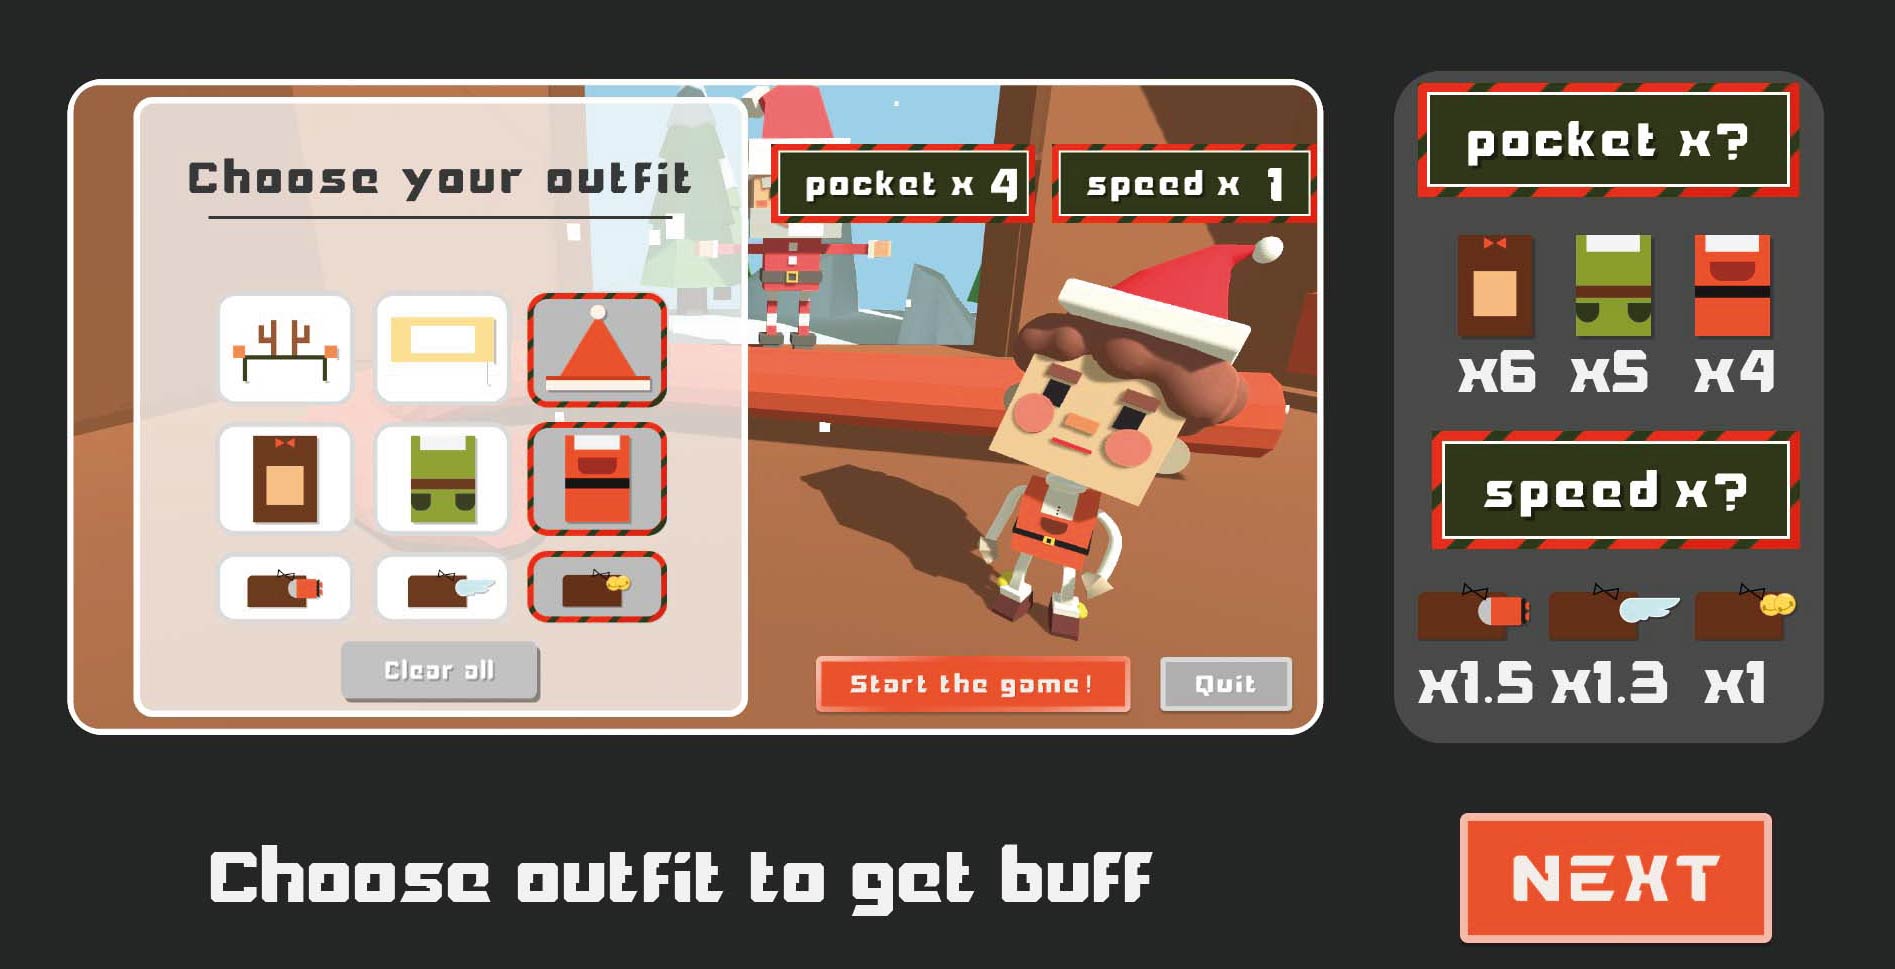 Choose your outfit
pocket x 4
speed x 1
Clear all
Start the game!
Quit
pocket x?
x6 x5 x4
speed x?
x1.5 x1.3 x1
Choose outfit to get buff
NEXT